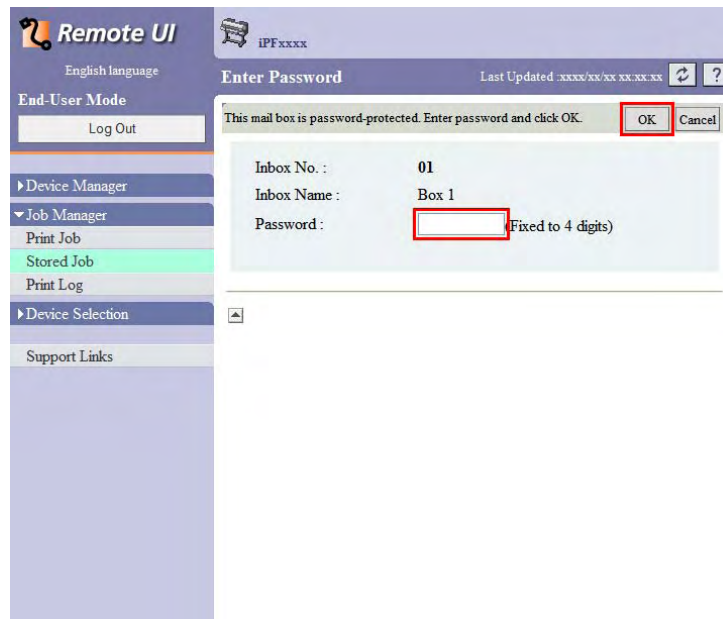 Remote UI
English language
End-User Mode
Log Out
Device Manager
Job Manager
Print Job
Stored Job
Print Log
Device Selection
Support Links
iPFxxxx
Enter Password
Last Updated :xxxx/xx/xx xx:xx:xx
?
This mail box is password-protected. Enter password and click OK.
OK
Cancel
Inbox No. : 01
Inbox Name : Box 1
Password : (Fixed to 4 digits)